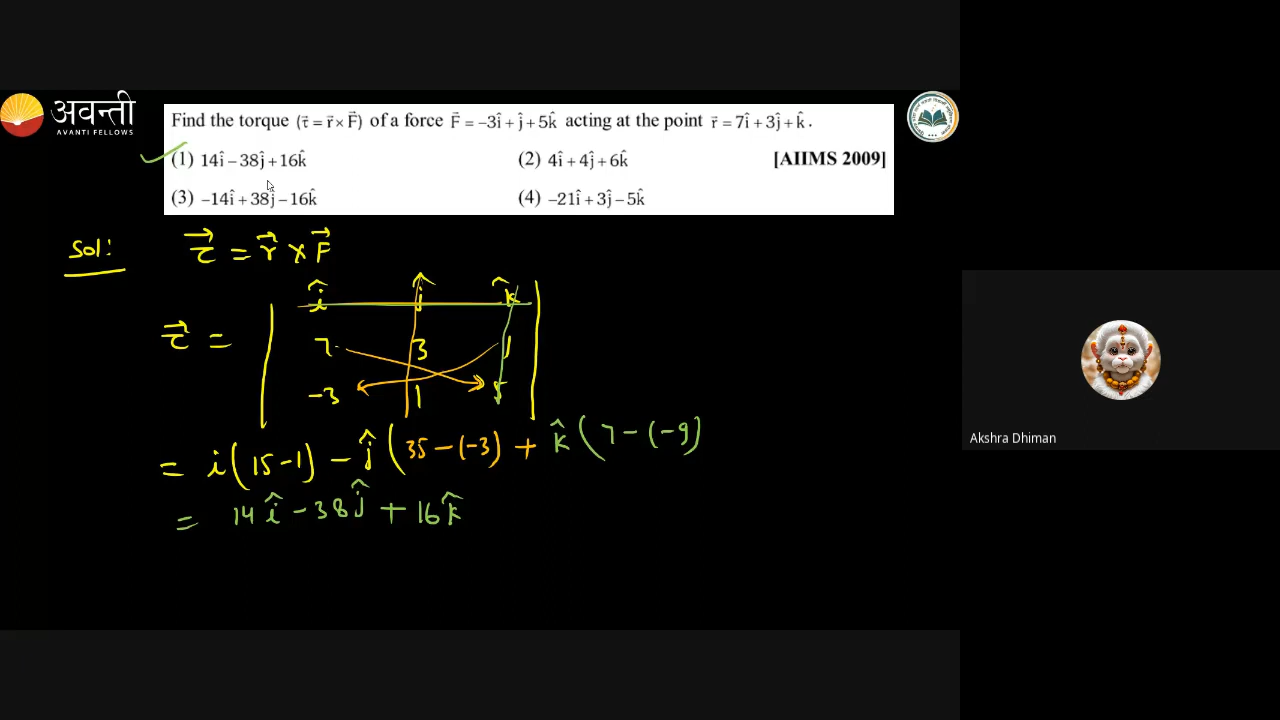 अवन्ती
AVANTI FELLOWS
Find the torque (τ⃗ = r⃗ × F⃗) of a force F⃗ = −3î + ĵ + 5k̂ acting at the point r⃗ = 7î + 3ĵ + k̂.
(1) 14î − 38ĵ + 16k̂ (2) 4î + 4ĵ + 6k̂ [AIIMS 2009]
(3) −14î + 38ĵ − 16k̂ (4) −21î + 3ĵ − 5k̂
Sol: τ⃗ = r⃗ × F⃗
î ĵ k̂
τ⃗ = 7 3 1
−3 1 5
= i(15 − 1) − ĵ(35 − (−3) + k̂(7 − (−9)
= 14î − 38ĵ + 16k̂
Akshra Dhiman